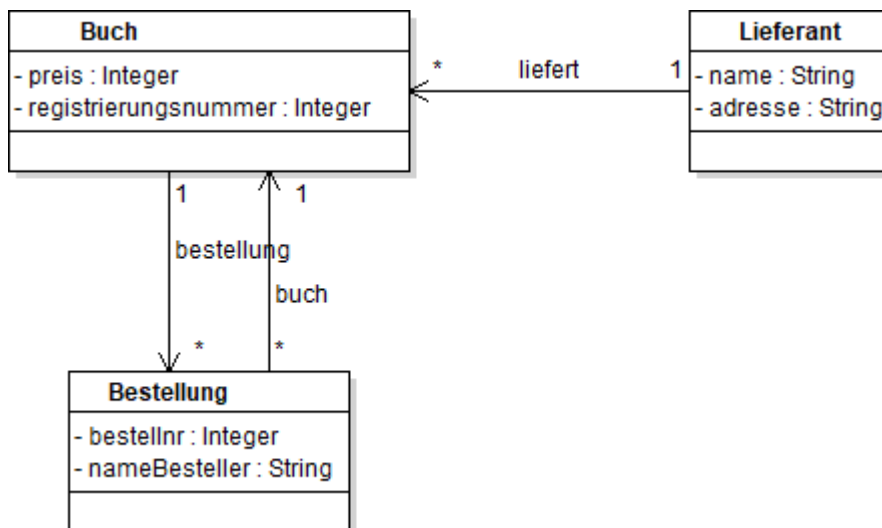 Buch
- preis : Integer
- registrierungsnummer : Integer
* liefert 1
Lieferant
- name : String
- adresse : String
1
1
bestellung
buch
*
*
Bestellung
- bestellnr : Integer
- nameBesteller : String